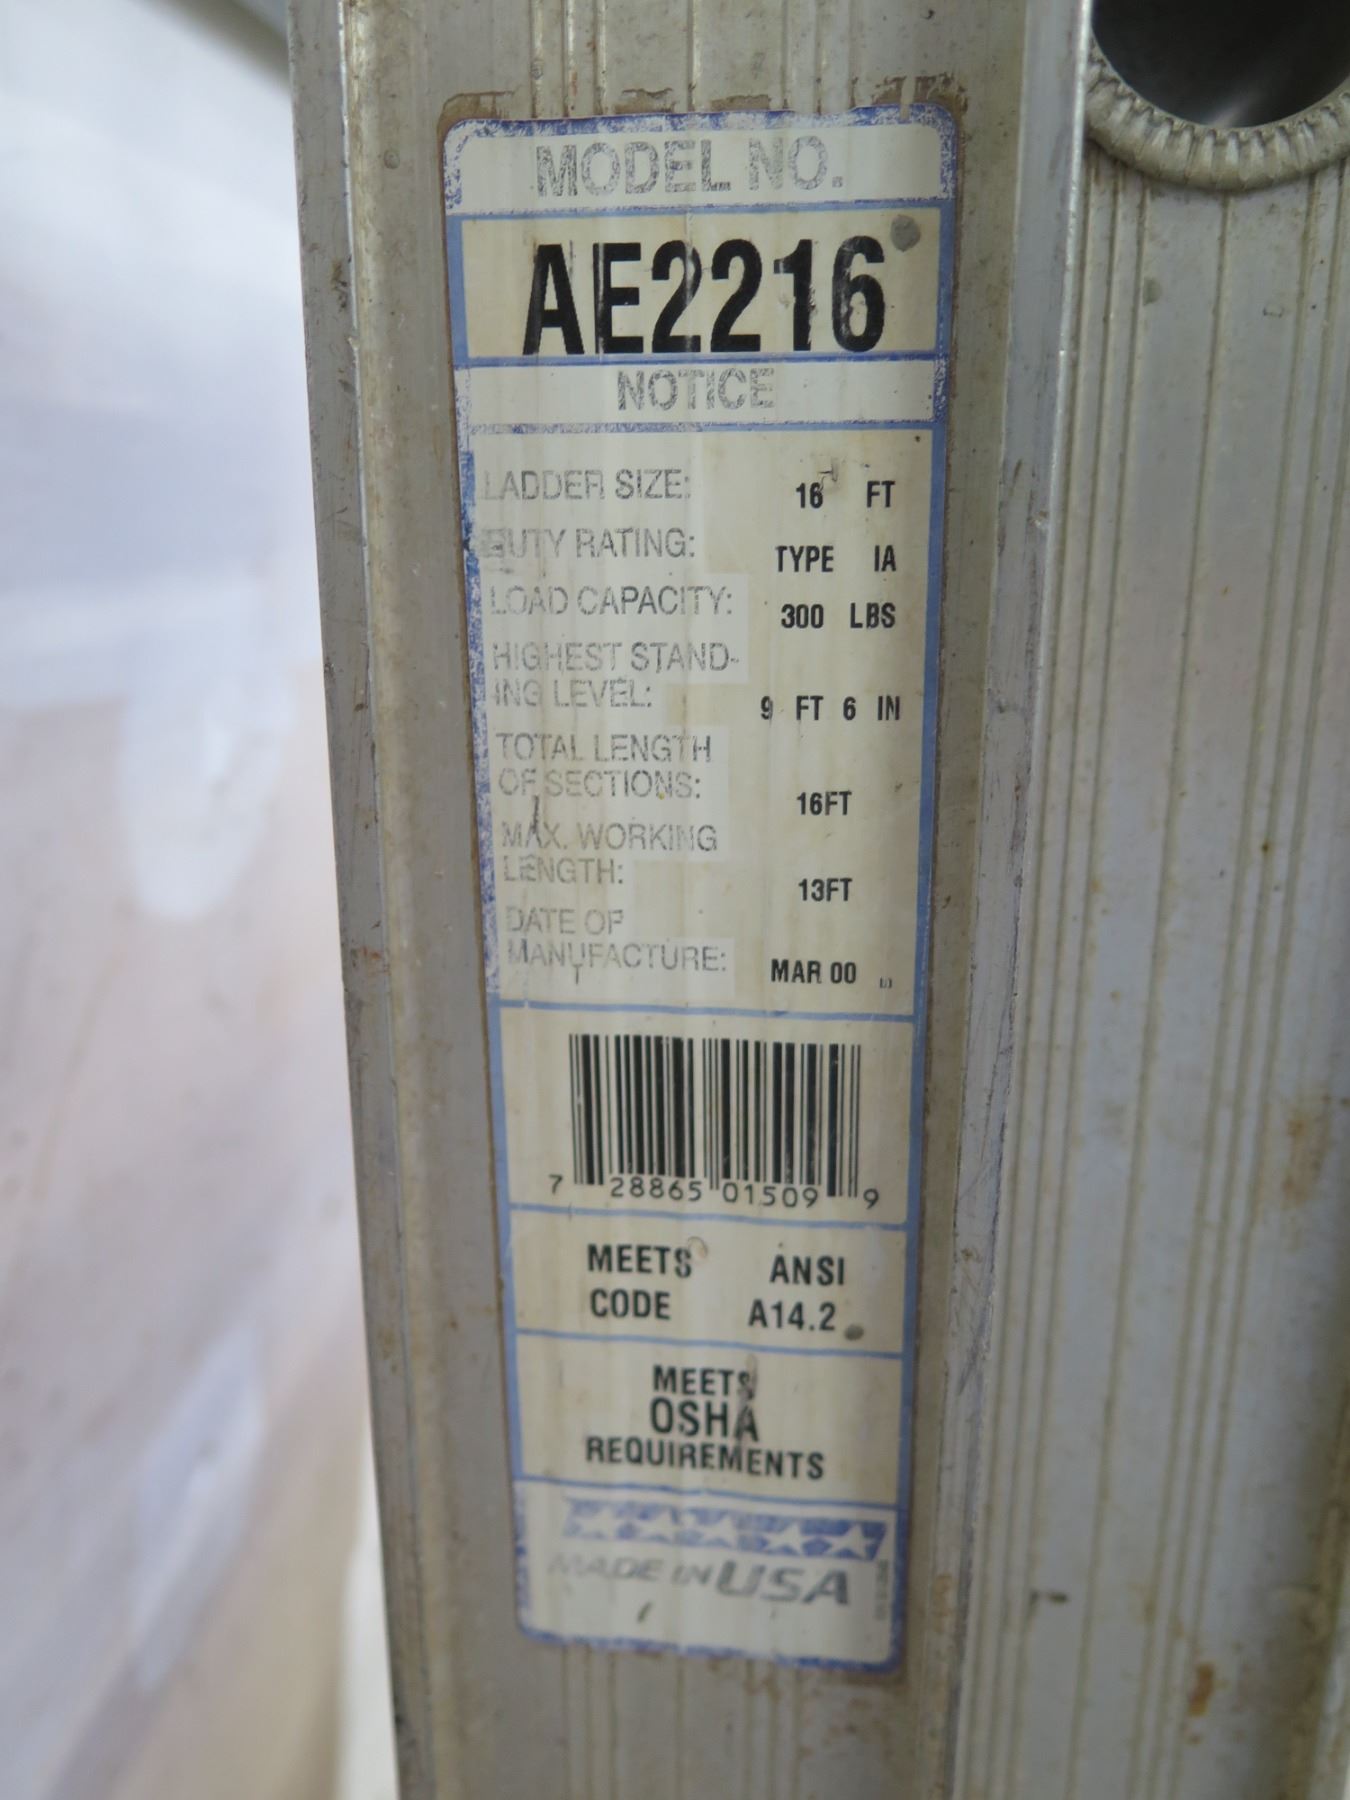 MODEL NO.
AE2216
NOTICE
LADDER SIZE: 16 FT
DUTY RATING: TYPE IA
LOAD CAPACITY: 300 LBS
HIGHEST STAND-
ING LEVEL: 9 FT 6 IN
TOTAL LENGTH
OF SECTIONS: 16FT
MAX. WORKING
LENGTH: 13FT
DATE OF
MANUFACTURE: MAR 00
7 28865 01509 9
MEETS ANSI
CODE A14.2
MEETS
OSHA
REQUIREMENTS
MADE IN USA